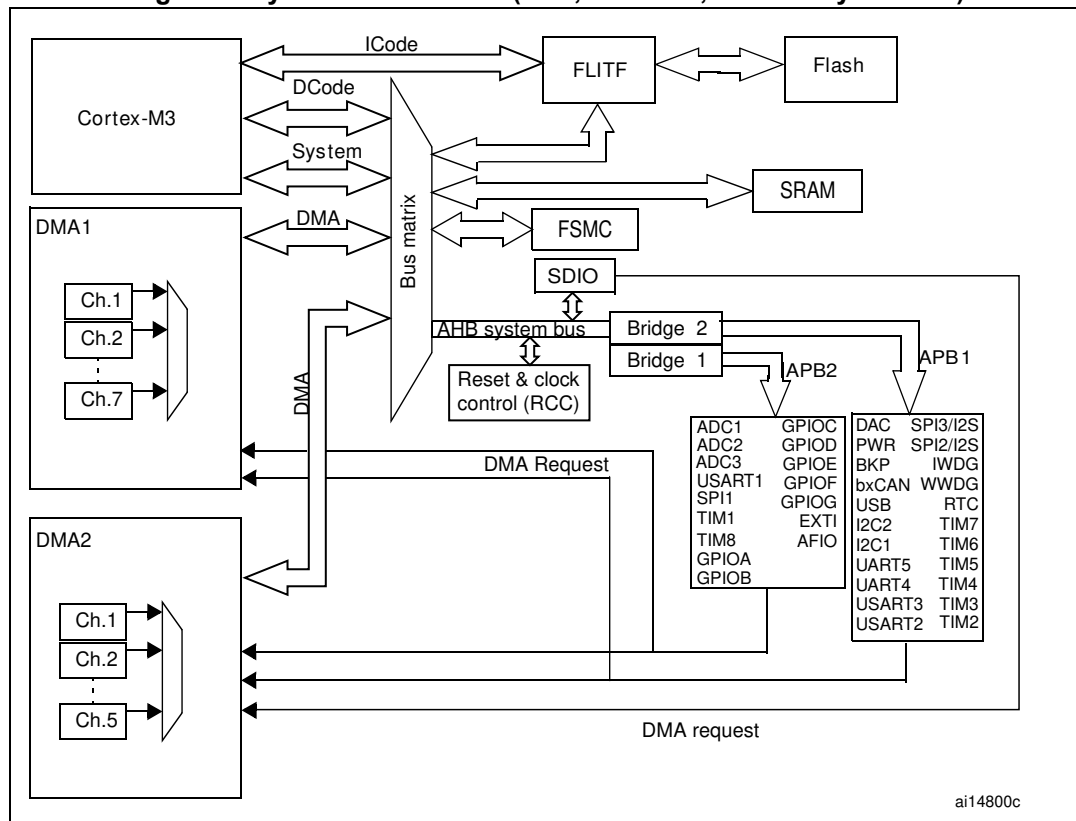 ICode
FLITF
Flash
DCode
Cortex-M3
System
SRAM
DMA1
DMA
FSMC
Bus matrix
SDIO
Ch.1
Ch.2
Ch.7
AHB system bus
Bridge 2
Bridge 1
APB2
APB1
Reset & clock
control (RCC)
DMA
DMA Request
ADC1 GPIOC
ADC2 GPIOD
ADC3 GPIOE
USART1 GPIOF
SPI1 GPIOG
TIM1 EXTI
TIM8 AFIO
GPIOA
GPIOB
DAC SPI3/I2S
PWR SPI2/I2S
BKP IWDG
bxCAN WWDG
USB RTC
I2C2 TIM7
I2C1 TIM6
UART5 TIM5
UART4 TIM4
USART3 TIM3
USART2 TIM2
DMA2
Ch.1
Ch.2
Ch.5
DMA request
ai14800c